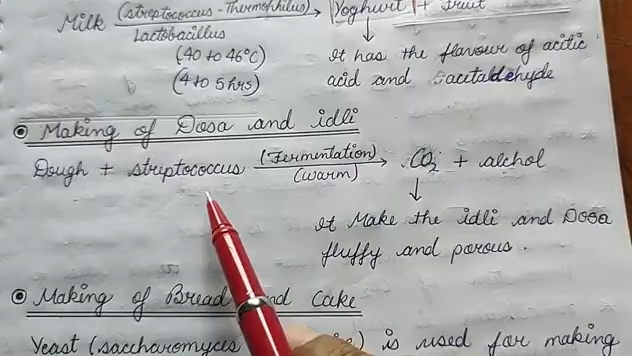 Milk (streptococcus - Thermophilus) Yoghurt + fruit
Lactobacillus
(40 to 46°C)
(4 to 5 hrs)
It has the flavour of acitic
acid and acetaldehyde
Making of Dosa and idli
Dough + streptococcus (Fermentation) CO2 + alchol
(warm)
It Make the idli and Dosa
fluffy and porous.
Making of Bread and Cake
Yeast (saccharomyces ) is used for making